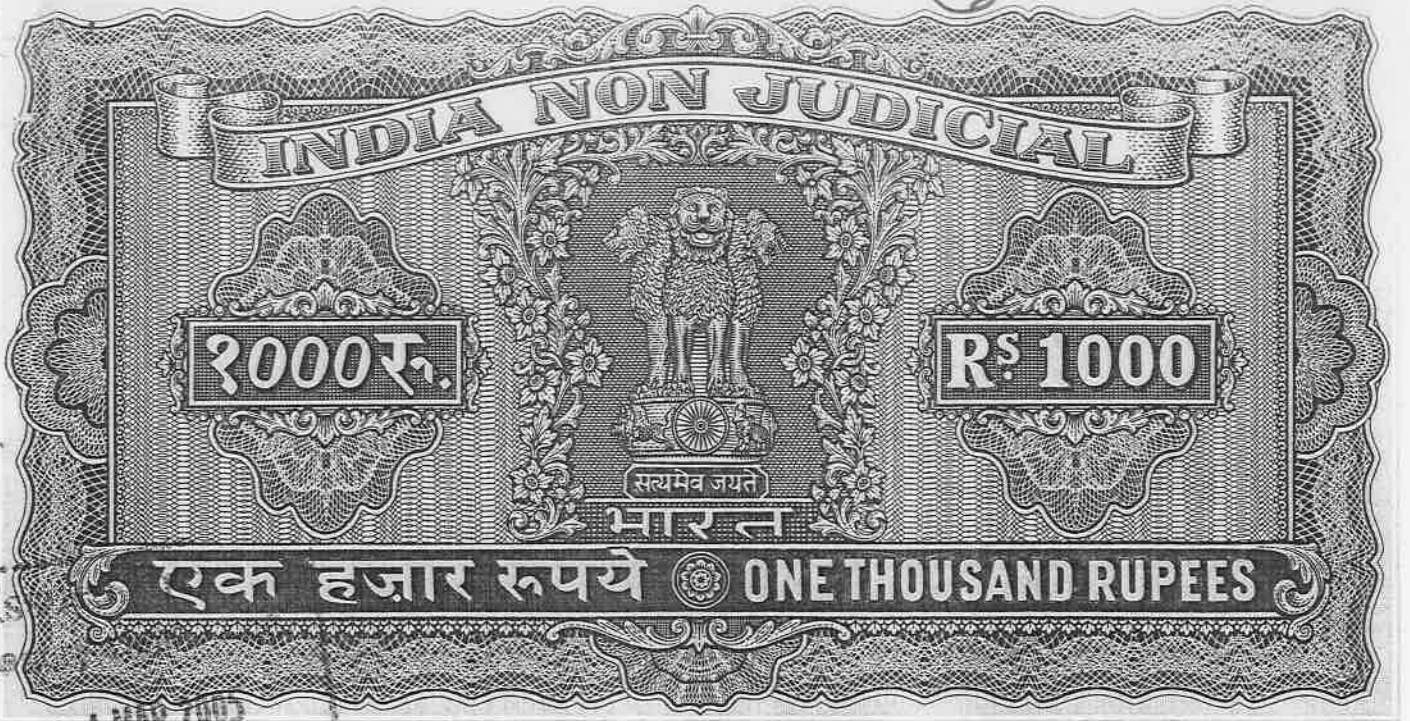 INDIA NON JUDICIAL
१000रु.
Rs. 1000
सत्यमेव जयते
भारत
एक हज़ार रुपये ONE THOUSAND RUPEES